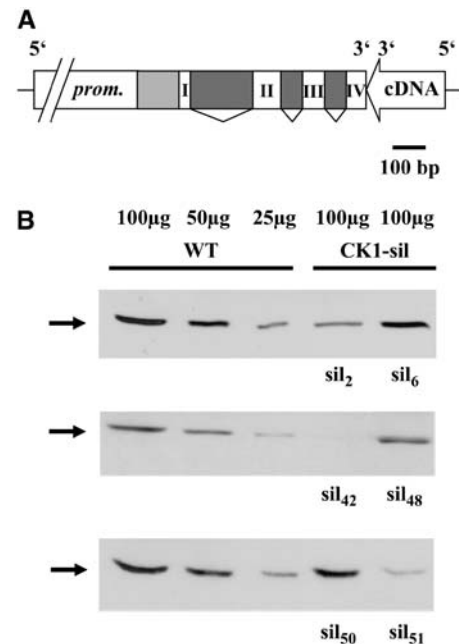 A
5‘ 3‘ 3‘ 5‘
prom. I II III IV cDNA
100 bp
B
100µg 50µg 25µg 100µg 100µg
WT CK1-sil
sil2 sil6
sil42 sil48
sil50 sil51